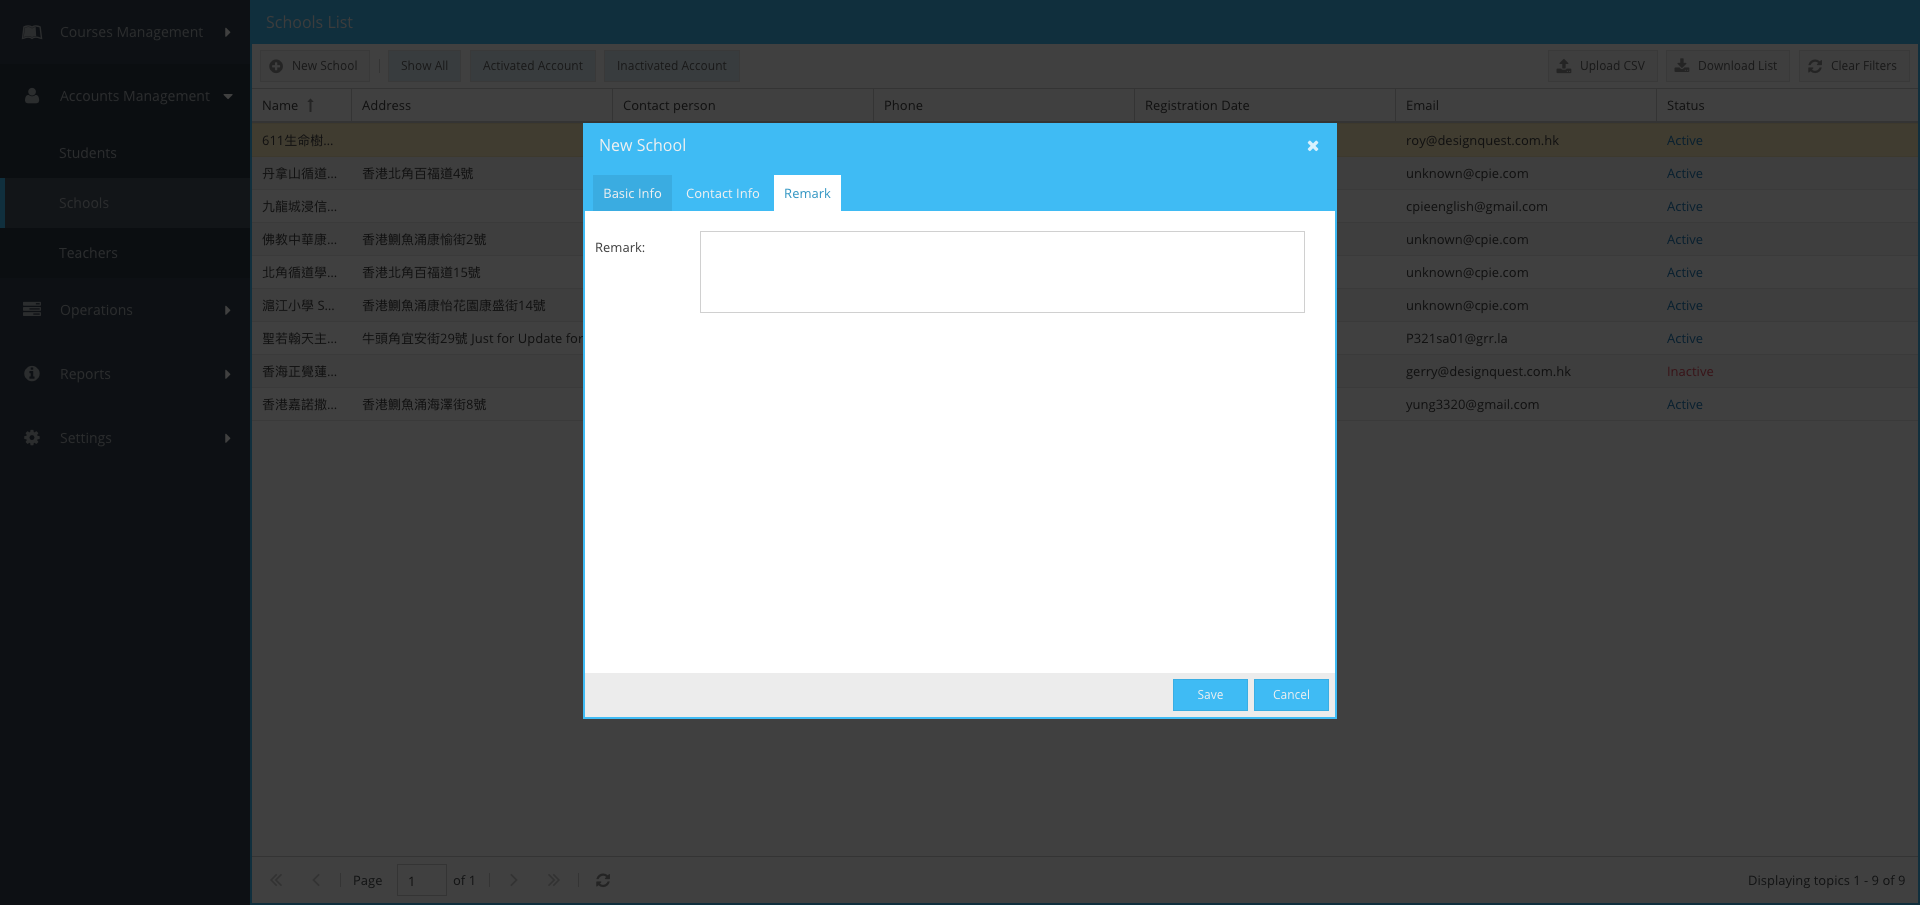 Courses Management
Accounts Management
Students
Schools
Teachers
Operations
Reports
Settings
Schools List
New School | Show All Activated Account Inactivated Account Upload CSV Download List Clear Filters
Name Address Contact person Phone Registration Date Email Status
611生命樹... roy@designquest.com.hk Active
丹拿山循道... 香港北角百福道4號 unknown@cpie.com Active
九龍城浸信... cpieenglish@gmail.com Active
佛教中華康... 香港鰂魚涌康愉街2號 unknown@cpie.com Active
北角循道學... 香港北角百福道15號 unknown@cpie.com Active
滬江小學 S... 香港鰂魚涌康怡花園康盛街14號 unknown@cpie.com Active
聖若翰天主... 牛頭角宜安街29號 Just for Update for P321sa01@grr.la Active
香海正覺蓮... gerry@designquest.com.hk Inactive
香港嘉諾撒... 香港鰂魚涌海澤街8號 yung3320@gmail.com Active
New School
Basic Info Contact Info Remark
Remark:
Save Cancel
Page 1 of 1 Displaying topics 1 - 9 of 9